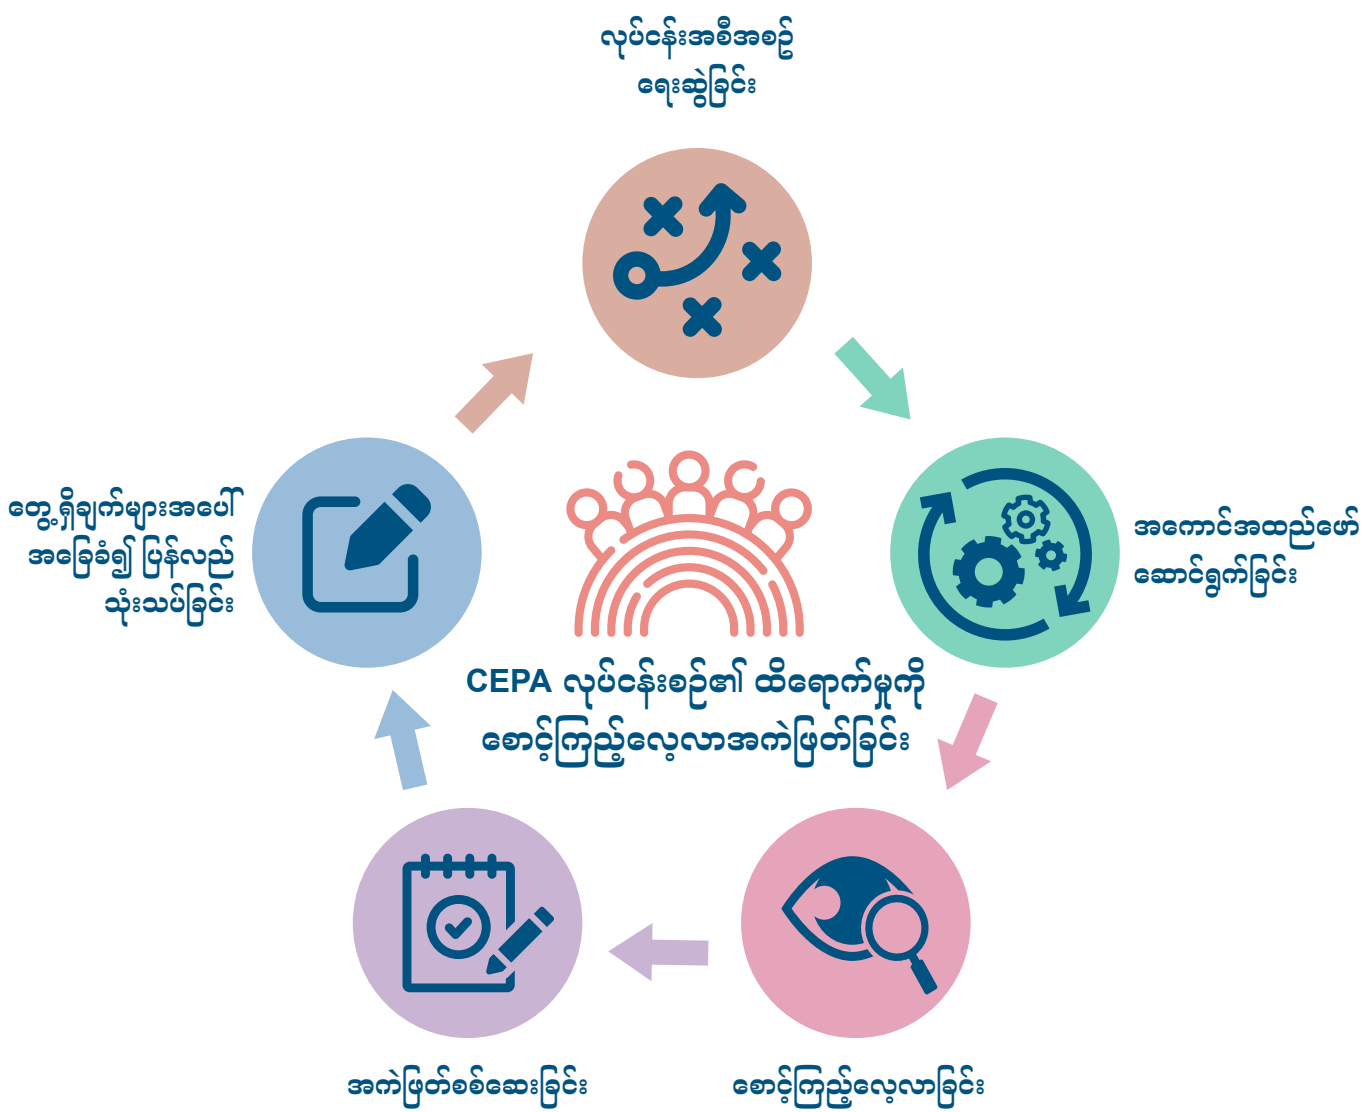 လုပ်ငန်းအစီအစဥ်
ရေးဆွဲခြင်း
အကောင်အထည်ဖော်
ဆောင်ရွက်ခြင်း
စောင့်ကြည့်လေ့လာခြင်း
အကဲဖြတ်စစ်ဆေးခြင်း
တွေ့ရှိချက်များအပေါ်
အခြေခံ၍ ပြန်လည်
သုံးသပ်ခြင်း
CEPA လုပ်ငန်းစဉ်၏ ထိရောက်မှုကို
စောင့်ကြည့်လေ့လာအကဲဖြတ်ခြင်း